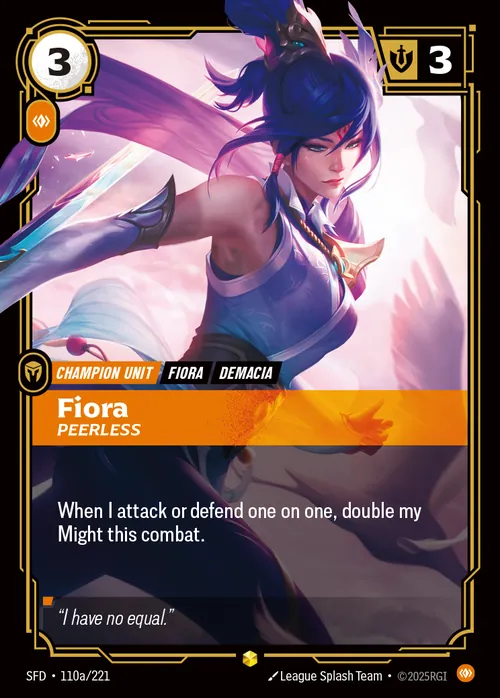 3
3
CHAMPION UNIT FIORA DEMACIA
Fiora
PEERLESS
When I attack or defend one on one, double my
Might this combat.
“I have no equal.”
SFD • 110a/221 League Splash Team • ©2025RGI